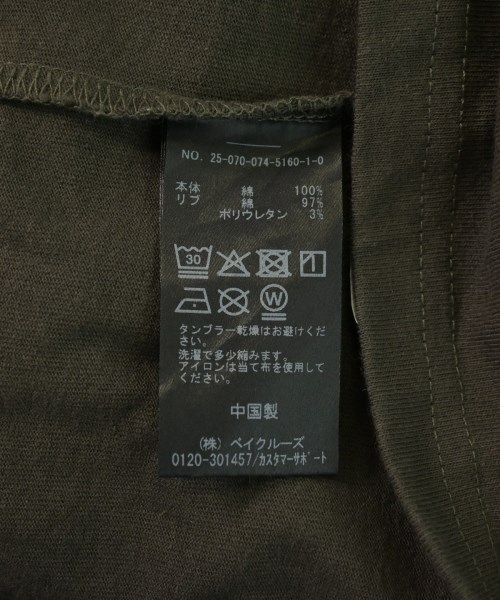 NO. 25-070-074-5160-1-0
本体 綿 100%
リブ 綿 97%
ポリウレタン 3%
30
W
タンブラー乾燥はお避けくだ
さい。
洗濯で多少縮みます。
アイロンは当て布を使用して
ください。
中国製
(株) ベイクルーズ
0120-301457/カスタマーサポート